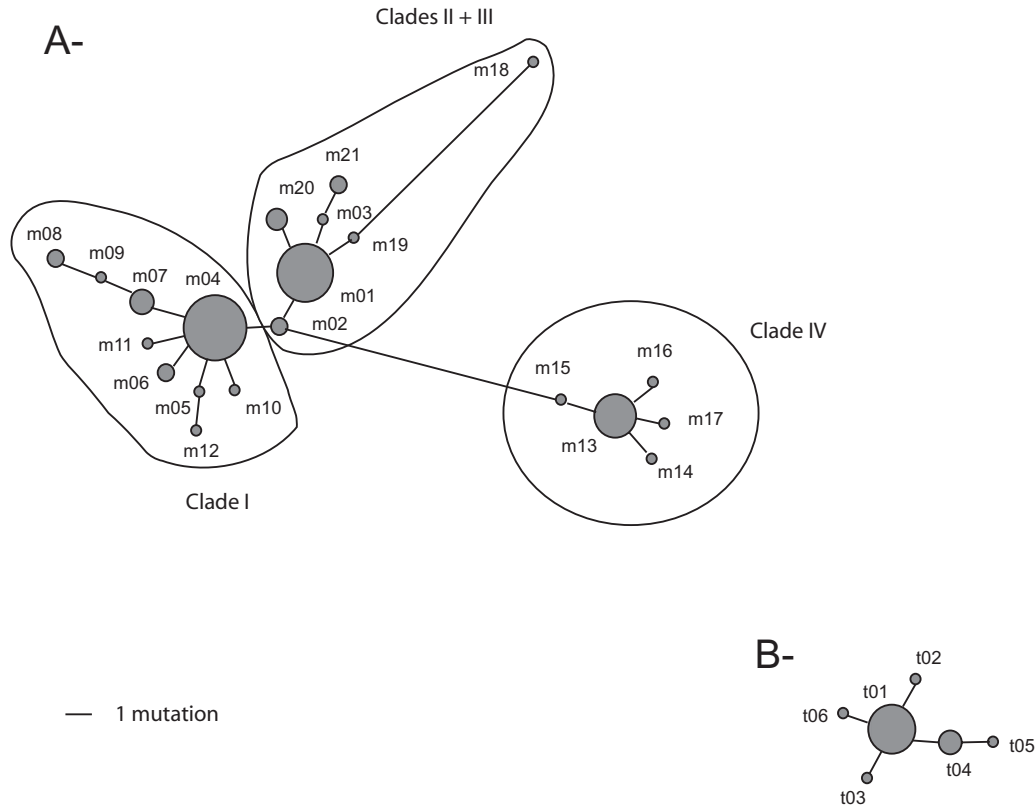 Clades II + III
A-
m18
m21
m20
m03
m19
m08
m09
m07
m04
m01
m02
m11
m06
m05
m10
m12
Clade I
Clade IV
m16
m15
m17
m13
m14
B-
t02
t01
t06
t05
t04
t03
1 mutation